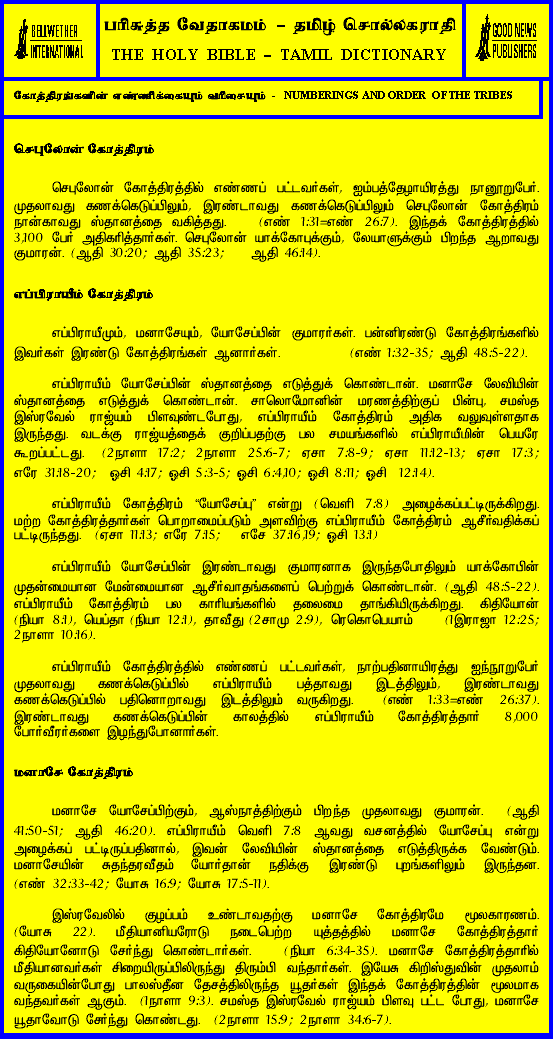 BELLWETHER
INTERNATIONAL
பரிசுத்த வேதாகமம் – தமிழ் சொல்லகராதி
THE HOLY BIBLE – TAMIL DICTIONARY
GOOD NEWS
PUBLISHERS
கோத்திரங்களின் எண்ணிக்கையும் வரிசையும் - NUMBERINGS AND ORDER OF THE TRIBES
செபுலோன் கோத்திரம்
செபுலோன் கோத்திரத்தில் எண்ணப் பட்டவர்கள், ஐம்பத்தேழாயிரத்து நானூறுபேர்.
முதலாவது கணக்கெடுப்பிலும், இரண்டாவது கணக்கெடுப்பிலும் செபுலோன் கோத்திரம்
நான்காவது ஸ்தானத்தை வகித்தது. (எண் 1:31=எண் 26:7). இந்தக் கோத்திரத்தில்
3,100 பேர் அதிகரித்தார்கள். செபுலோன் யாக்கோபுக்கும், லேயாளுக்கும் பிறந்த ஆறாவது
குமாரன். (ஆதி 30:20; ஆதி 35:23; ஆதி 46:14).
எப்பிராயீம் கோத்திரம்
எப்பிராயீமும், மனாசேயும், யோசேப்பின் குமாரர்கள். பன்னிரண்டு கோத்திரங்களில்
இவர்கள் இரண்டு கோத்திரங்கள் ஆனார்கள். (எண் 1:32-35; ஆதி 48:5-22).
எப்பிராயீம் யோசேப்பின் ஸ்தானத்தை எடுத்துக் கொண்டான். மனாசே லேவியின்
ஸ்தானத்தை எடுத்துக் கொண்டான். சாலொமோனின் மரணத்திற்குப் பின்பு, சமஸ்த
இஸ்ரவேல் ராஜ்யம் பிளவுண்டபோது, எப்பிராயீம் கோத்திரம் அதிக வலுவுள்ளதாக
இருந்தது. வடக்கு ராஜ்யத்தைக் குறிப்பதற்கு பல சமயங்களில் எப்பிராயீமின் பெயரே
கூறப்பட்டது. (2நாளா 17:2; 2நாளா 25:6-7; ஏசா 7:8-9; ஏசா 11:12-13; ஏசா 17:3;
எரே 31:18-20; ஓசி 4:17; ஓசி 5:3-5; ஓசி 6:4,10; ஓசி 8:11; ஓசி 12:14).
எப்பிராயீம் கோத்திரம் “யோசேப்பு” என்று (வெளி 7:8) அழைக்கப்பட்டிருக்கிறது.
மற்ற கோத்திரத்தார்கள் பொறாமைப்படும் அளவிற்கு எப்பிராயீம் கோத்திரம் ஆசீர்வதிக்கப்
பட்டிருந்தது. (ஏசா 11:13; எரே 7:15; எசே 37:16,19; ஓசி 13:1)
எப்பிராயீம் யோசேப்பின் இரண்டாவது குமாரனாக இருந்தபோதிலும் யாக்கோபின்
முதன்மையான மேன்மையான ஆசீர்வாதங்களைப் பெற்றுக் கொண்டான். (ஆதி 48:5-22).
எப்பிராயீம் கோத்திரம் பல காரியங்களில் தலைமை தாங்கியிருக்கிறது. கிதியோன்
(நியா 8:1), யெப்தா (நியா 12:1), தாவீது (2சாமு 2:9), ரெகொபெயாம் (1இராஜா 12:25;
2நாளா 10:16).
எப்பிராயீம் கோத்திரத்தில் எண்ணப் பட்டவர்கள், நாற்பதினாயிரத்து ஐந்நூறுபேர்
முதலாவது கணக்கெடுப்பில் எப்பிராயீம் பத்தாவது இடத்திலும், இரண்டாவது
கணக்கெடுப்பில் பதினொறாவது இடத்திலும் வருகிறது. (எண் 1:33=எண் 26:37).
இரண்டாவது கணக்கெடுப்பின் காலத்தில் எப்பிராயீம் கோத்திரத்தார் 8,000
போர்வீரர்களை இழந்துபோனார்கள்.
மனாசே கோத்திரம்
மனாசே யோசேப்பிற்கும், ஆஸ்நாத்திற்கும் பிறந்த முதலாவது குமாரன். (ஆதி
41:50-51; ஆதி 46:20). எப்பிராயீம் வெளி 7:8 ஆவது வசனத்தில் யோசேப்பு என்று
அழைக்கப் பட்டிருப்பதினால், இவன் லேவியின் ஸ்தானத்தை எடுத்திருக்க வேண்டும்.
மனாசேயின் சுதந்தரவீதம் யோர்தான் நதிக்கு இரண்டு புறங்களிலும் இருந்தன.
(எண் 32:33-42; யோசு 16:9; யோசு 17:5-11).
இஸ்ரவேலில் குழப்பம் உண்டாவதற்கு மனாசே கோத்திரமே மூலகாரணம்.
(யோசு 22). மீதியானியரோடு நடைபெற்ற யுத்தத்தில் மனாசே கோத்திரத்தார்
கிதியோனோடு சேர்ந்து கொண்டார்கள். (நியா 6:34-35). மனாசே கோத்திரத்தாரில்
மீதியானவர்கள் சிறையிருப்பிலிருந்து திரும்பி வந்தார்கள். இயேசு கிறிஸ்துவின் முதலாம்
வருகையின்போது பாலஸ்தீன தேசத்திலிருந்த யூதர்கள் இந்தக் கோத்திரத்தின் மூலமாக
வந்தவர்கள் ஆகும். (1நாளா 9:3). சமஸ்த இஸ்ரவேல் ராஜ்யம் பிளவு பட்ட போது, மனாசே
யூதாவோடு சேர்ந்து கொண்டது. (2நாளா 15:9; 2நாளா 34:6-7).